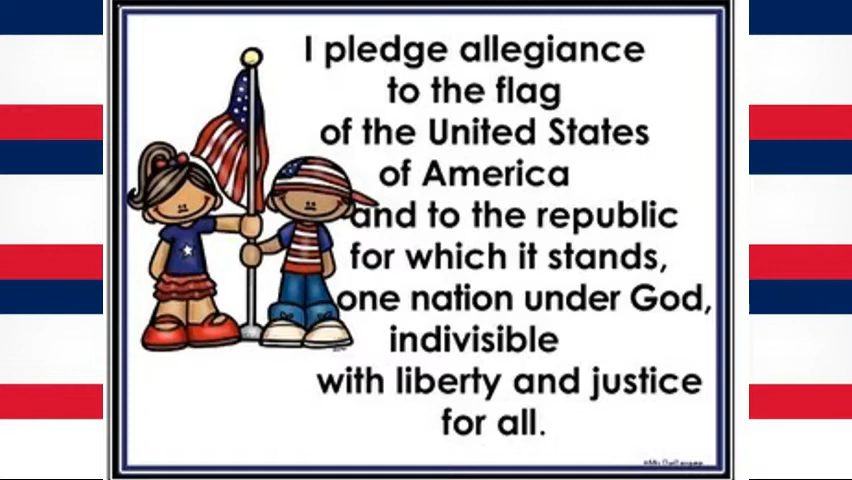 I pledge allegiance
to the flag
of the United States
of America
and to the republic
for which it stands,
one nation under God,
indivisible
with liberty and justice
for all.